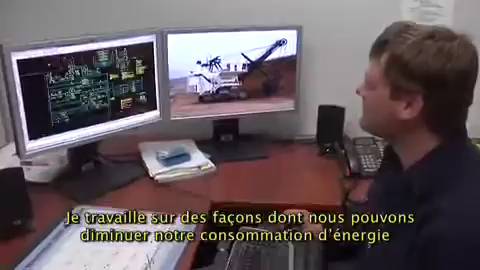 Je travaille sur des façons dont nous pouvons
diminuer notre consommation d'énergie